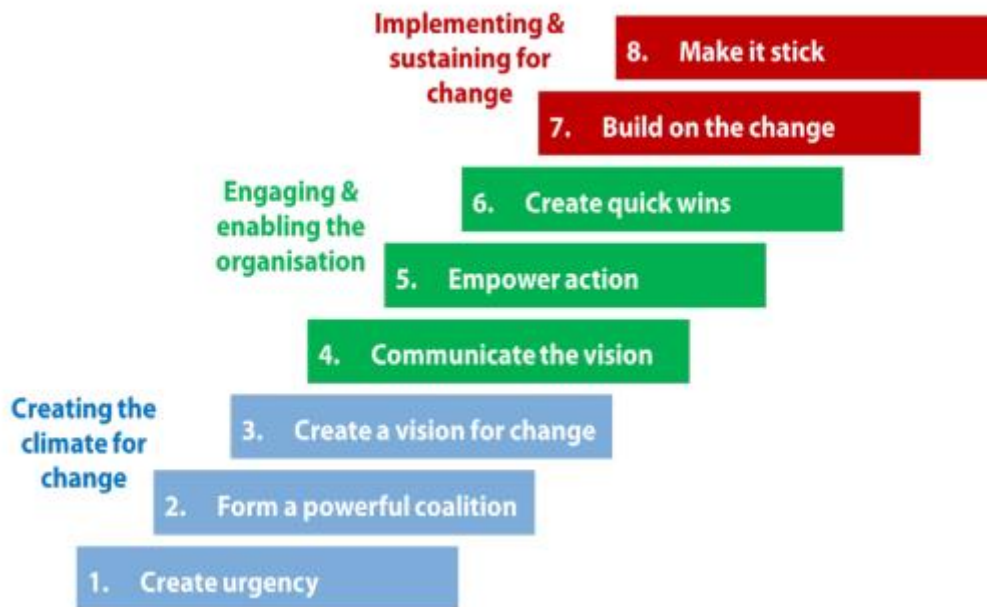 Implementing &
sustaining for
change
8. Make it stick
7. Build on the change
Engaging &
enabling the
organisation
6. Create quick wins
5. Empower action
4. Communicate the vision
Creating the
climate for
change
3. Create a vision for change
2. Form a powerful coalition
1. Create urgency